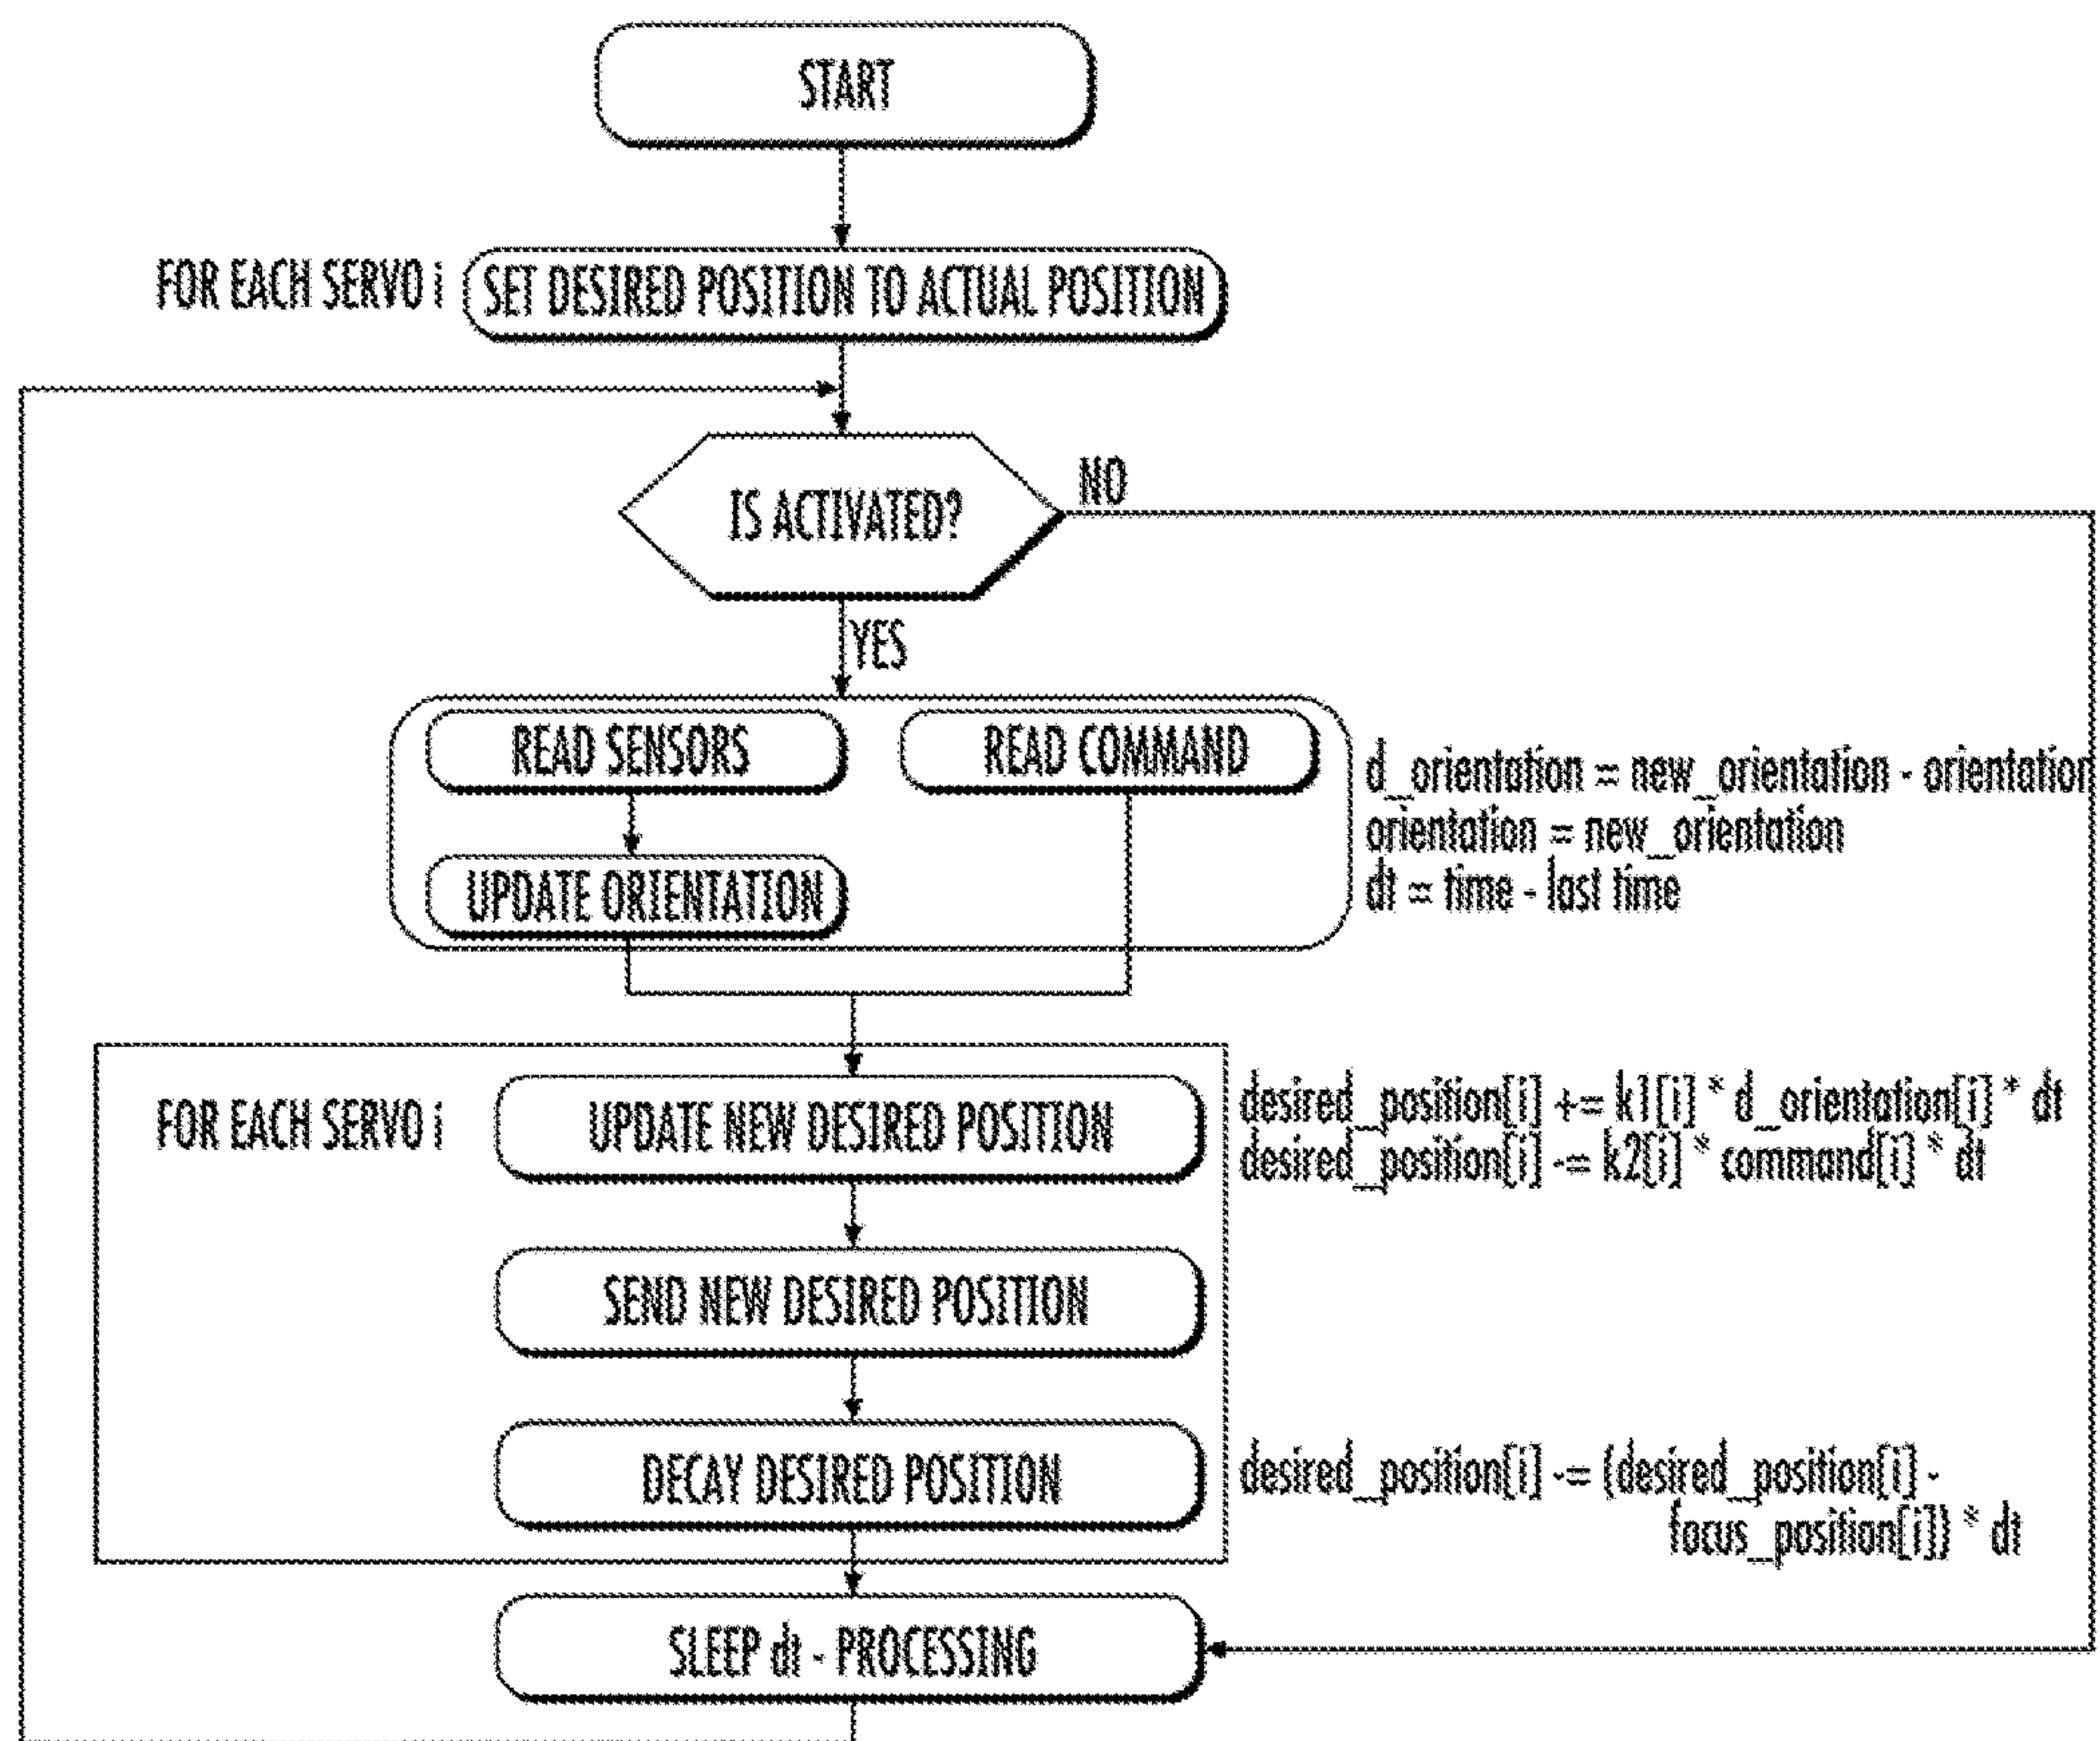 START
FOR EACH SERVO i
SET DESIRED POSITION TO ACTUAL POSITION
IS ACTIVATED?
NO
YES
READ SENSORS
READ COMMAND
UPDATE ORIENTATION
d_orientation = new_orientation - orientation
orientation = new_orientation
dt = time - last time
FOR EACH SERVO i
UPDATE NEW DESIRED POSITION
desired_position[i] += k1[i] * d_orientation[i] * dt
desired_position[i] -= k2[i] * command[i] * dt
SEND NEW DESIRED POSITION
DECAY DESIRED POSITION
desired_position[i] -= (desired_position[i] -
focus_position[i]) * dt
SLEEP dt - PROCESSING